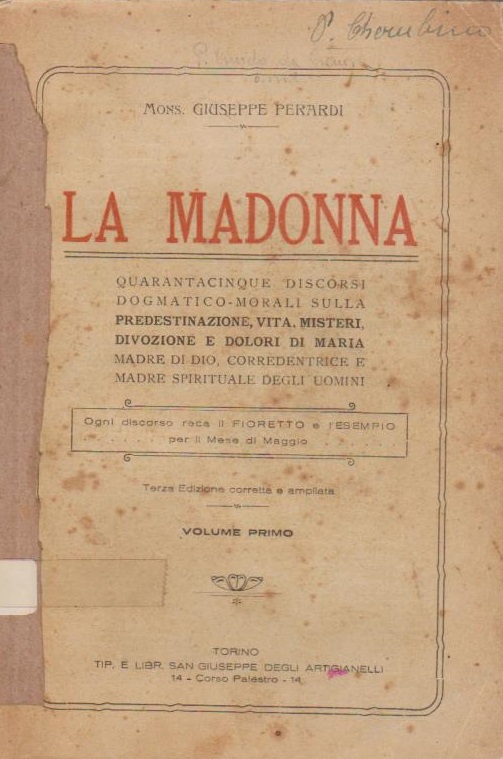 P. Cherubino
Mons. GIUSEPPE PERARDI
LA MADONNA
QUARANTACINQUE DISCORSI
DOGMATICO-MORALI SULLA
PREDESTINAZIONE, VITA, MISTERI,
DIVOZIONE E DOLORI DI MARIA
MADRE DI DIO, CORREDENTRICE E
MADRE SPIRITUALE DEGLI UOMINI
Ogni discorso reca il FIORETTO e l'ESEMPIO
. . . . . . per il Mese di Maggio . . . . . .
Terza Edizione corretta e ampliata
VOLUME PRIMO
TORINO
TIP. E LIBR. SAN GIUSEPPE DEGLI ARTIGIANELLI
14 - Corso Palestro - 14